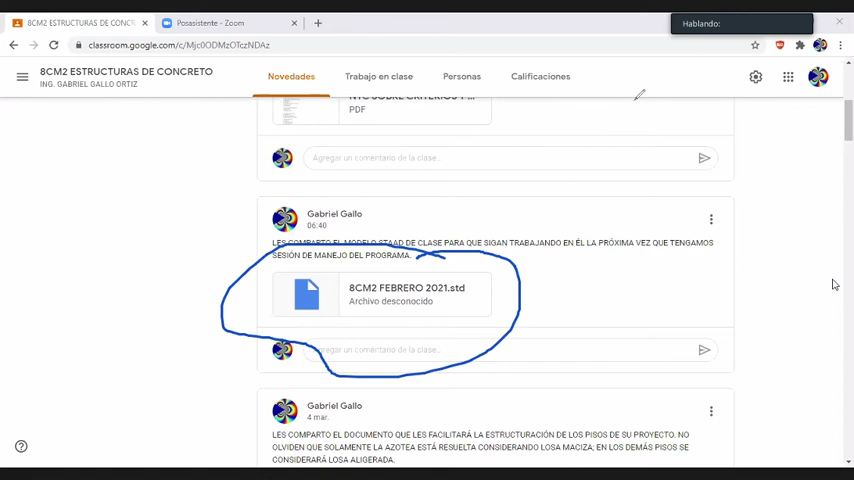 8CM2 ESTRUCTURAS DE CONCR
Posasistente - Zoom
Hablando:
classroom.google.com/c/Mjc0ODMzOTczNDAz
8CM2 ESTRUCTURAS DE CONCRETO
ING. GABRIEL GALLO ORTIZ
Novedades
Trabajo en clase
Personas
Calificaciones
NTC SOBRE CRITERIOS Y ...
PDF
Agregar un comentario de la clase...
Gabriel Gallo
06:40
LES COMPARTO EL MODELO STAAD DE CLASE PARA QUE SIGAN TRABAJANDO EN ÉL LA PRÓXIMA VEZ QUE TENGAMOS
SESIÓN DE MANEJO DEL PROGRAMA.
8CM2 FEBRERO 2021.std
Archivo desconocido
Agregar un comentario de la clase...
Gabriel Gallo
4 mar.
LES COMPARTO EL DOCUMENTO QUE LES FACILITARÁ LA ESTRUCTURACIÓN DE LOS PISOS DE SU PROYECTO. NO
OLVIDEN QUE SOLAMENTE LA AZOTEA ESTÁ RESUELTA CONSIDERANDO LOSA MACIZA; EN LOS DEMÁS PISOS SE
CONSIDERARÁ LOSA ALIGERADA.